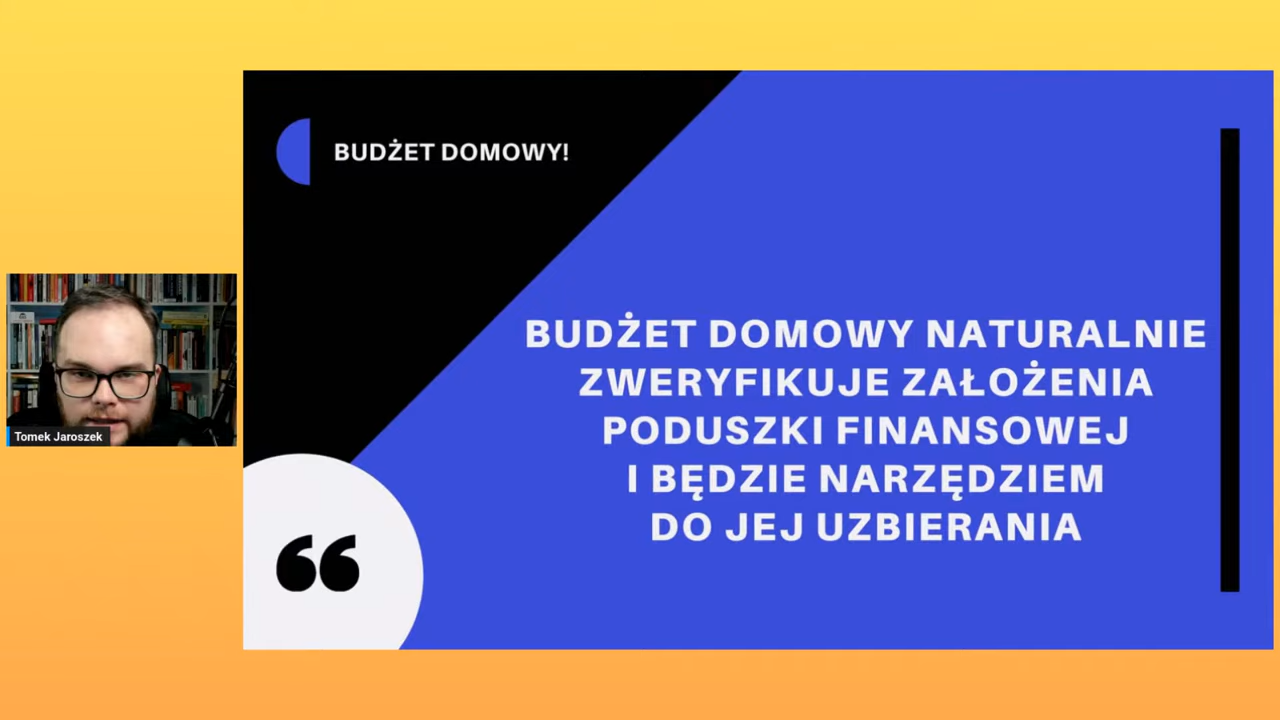 BUDŻET DOMOWY!
BUDŻET DOMOWY NATURALNIE
ZWERYFIKUJE ZAŁOŻENIA
PODUSZKI FINANSOWEJ
I BĘDZIE NARZĘDZIEM
DO JEJ UZBIERANIA
Tomek Jaroszek